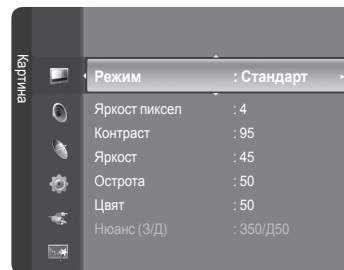 Картина
Режим : Стандарт
Яркост пиксел : 4
Контраст : 95
Яркост : 45
Острота : 50
Цвят : 50
Нюанс (З/Д) : 350/Д50